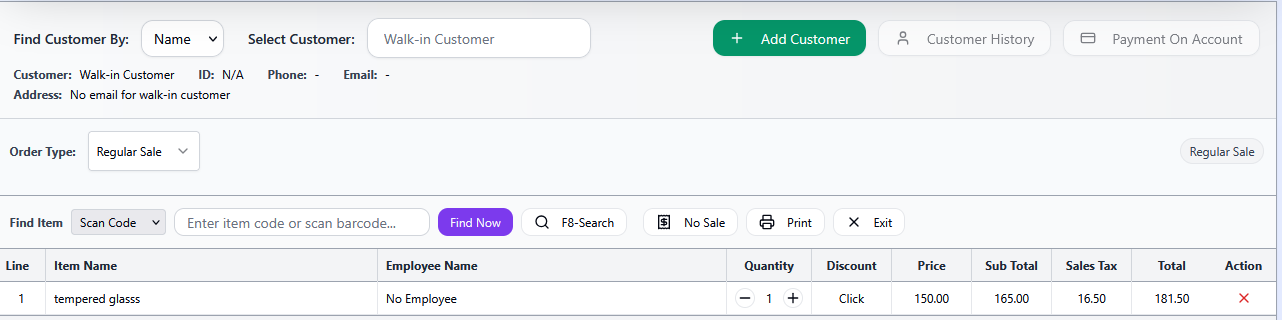 Find Customer By: Name Select Customer: Walk-in Customer + Add Customer Customer History Payment On Account
Customer: Walk-in Customer ID: N/A Phone: - Email: -
Address: No email for walk-in customer
Order Type: Regular Sale Regular Sale
Find Item Scan Code Enter item code or scan barcode... Find Now F8-Search No Sale Print Exit
Line Item Name Employee Name Quantity Discount Price Sub Total Sales Tax Total Action
1 tempered glasss No Employee 1 Click 150.00 165.00 16.50 181.50